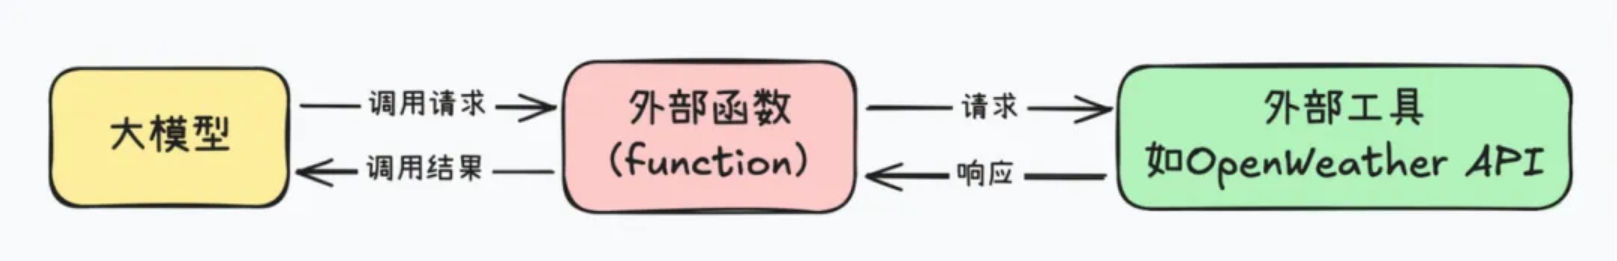 大模型
调用请求
调用结果
外部函数
(function)
请求
响应
外部工具
如OpenWeather API